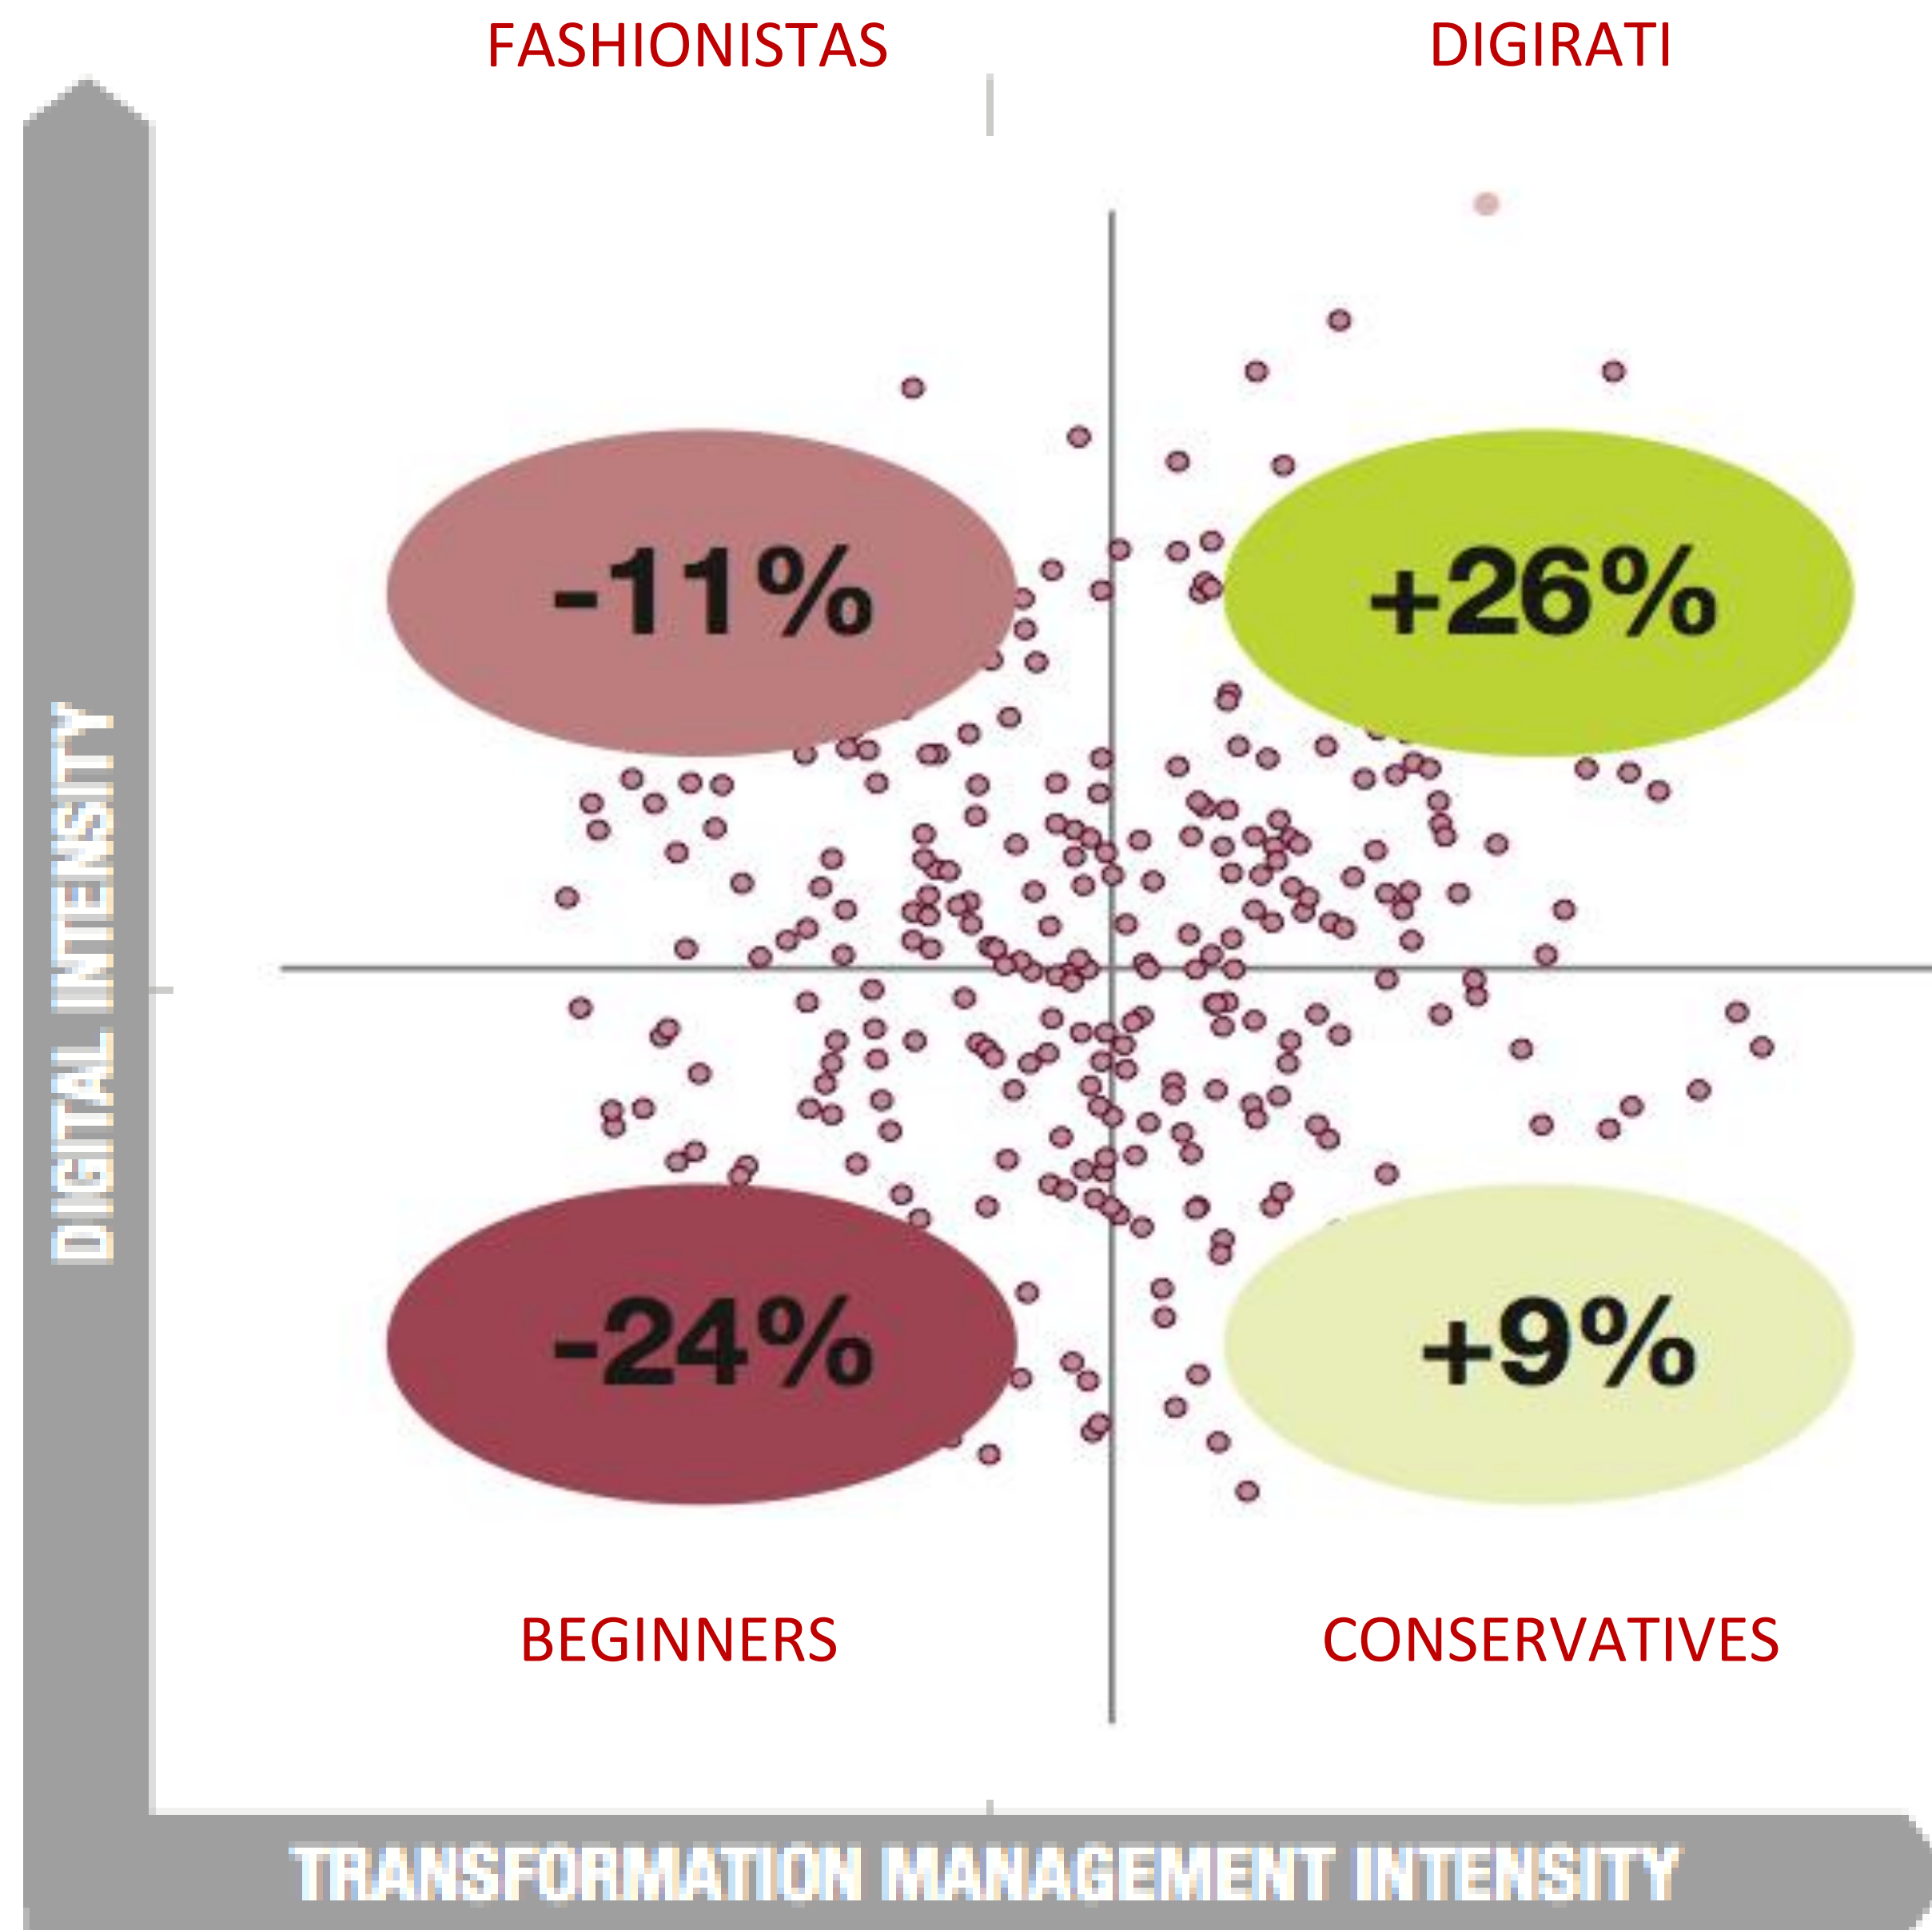 FASHIONISTAS
DIGIRATI
-11%
+26%
DIGITAL INTENSITY
-24%
+9%
BEGINNERS
CONSERVATIVES
TRANSFORMATION MANAGEMENT INTENSITY